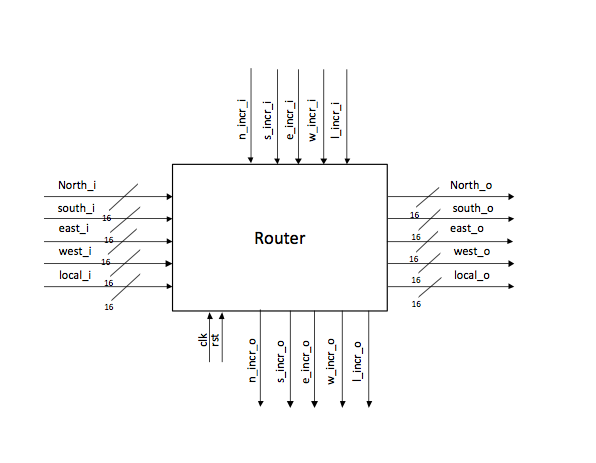 n_incr_i
s_incr_i
e_incr_i
w_incr_i
l_incr_i
North_i
16
south_i
16
east_i
16
west_i
16
local_i
16
Router
North_o
16
south_o
16
east_o
16
west_o
16
local_o
16
clk
rst
n_incr_o
s_incr_o
e_incr_o
w_incr_o
l_incr_o